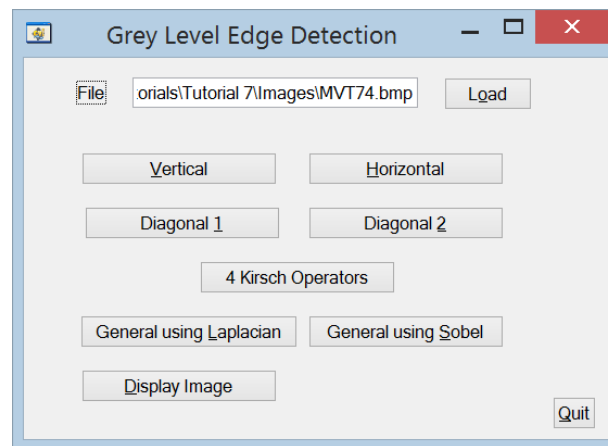 Grey Level Edge Detection
File :orials\Tutorial 7\Images\MVT74.bmp Load
Vertical Horizontal
Diagonal 1 Diagonal 2
4 Kirsch Operators
General using Laplacian General using Sobel
Display Image
Quit